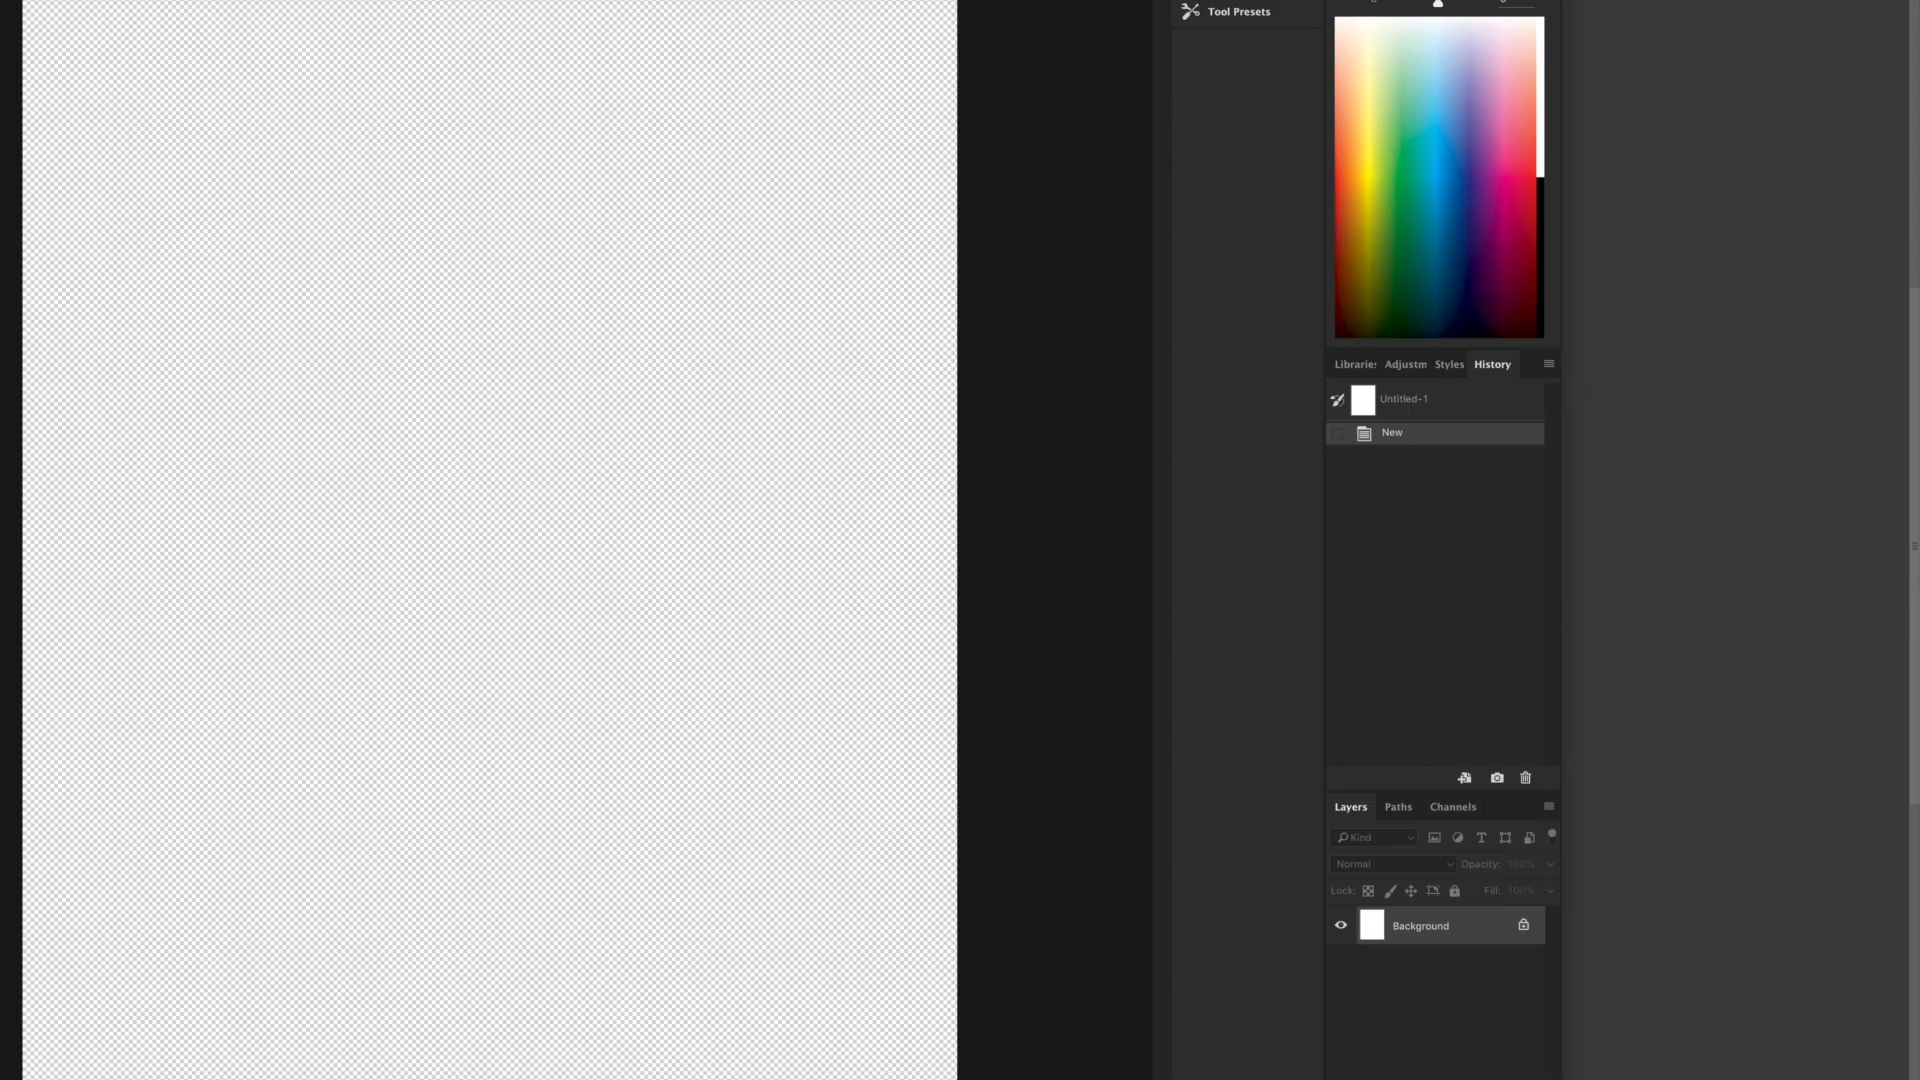 Tool Presets
Libraries Adjustm Styles History
Untitled-1
New
Layers Paths Channels
Kind
Normal Opacity: 100%
Lock: Fill: 100%
Background